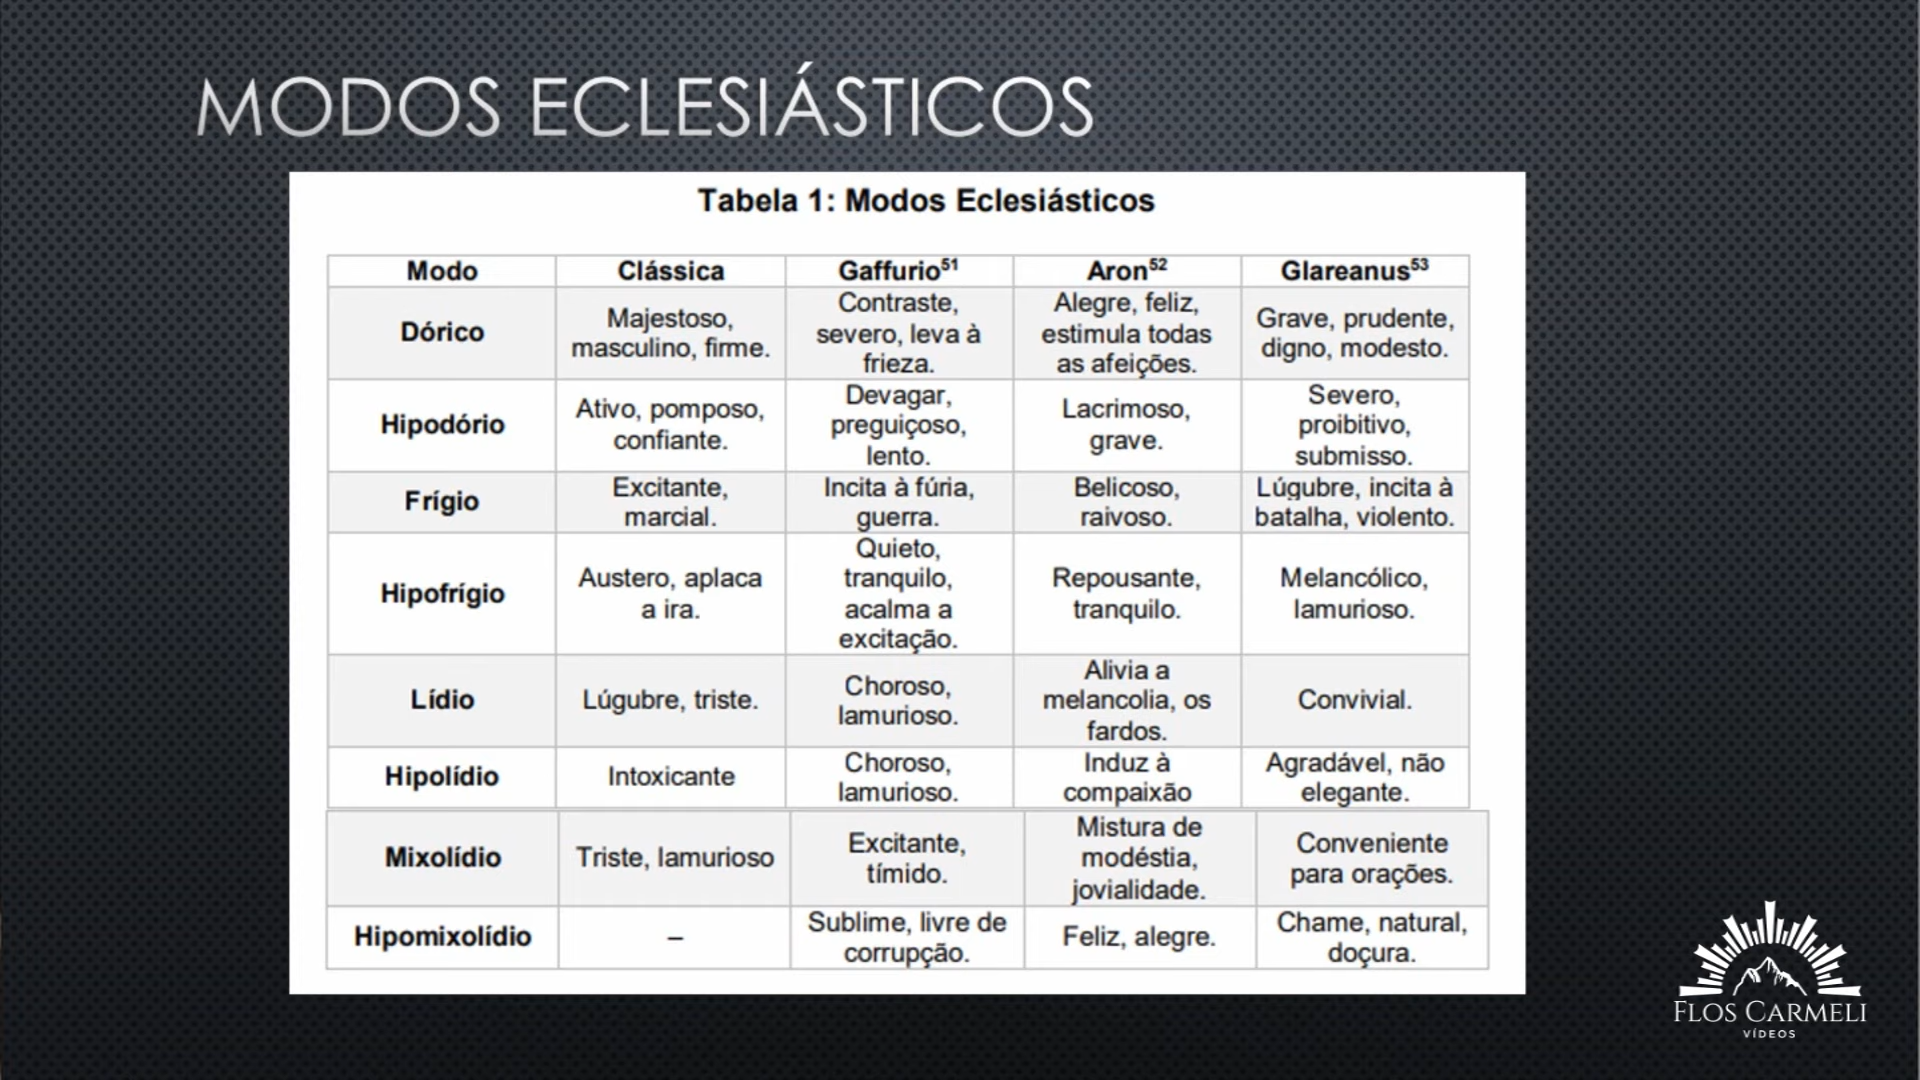 MODOS ECLESIÁSTICOS
Tabela 1: Modos Eclesiásticos
Modo Clássica Gaffurio51 Aron52 Glareanus53
Dórico
Majestoso,
masculino, firme.
Contraste,
severo, leva à
frieza.
Alegre, feliz,
estimula todas
as afeições.
Grave, prudente,
digno, modesto.
Hipodório
Ativo, pomposo,
confiante.
Devagar,
preguiçoso,
lento.
Lacrimoso,
grave.
Severo,
proibitivo,
submisso.
Frígio
Excitante,
marcial.
Incita à fúria,
guerra.
Belicoso,
raivoso.
Lúgubre, incita à
batalha, violento.
Hipofrígio
Austero, aplaca
a ira.
Quieto,
tranquilo,
acalma a
excitação.
Repousante,
tranquilo.
Melancólico,
lamurioso.
Lídio
Lúgubre, triste.
Choroso,
lamurioso.
Alivia a
melancolia, os
fardos.
Convivial.
Hipolídio
Intoxicante
Choroso,
lamurioso.
Induz à
compaixão
Agradável, não
elegante.
Mixolídio
Triste, lamurioso
Excitante,
tímido.
Mistura de
modéstia,
jovialidade.
Conveniente
para orações.
Hipomixolídio
–
Sublime, livre de
corrupção.
Feliz, alegre.
Chame, natural,
doçura.
FLOS CARMELI
VÍDEOS